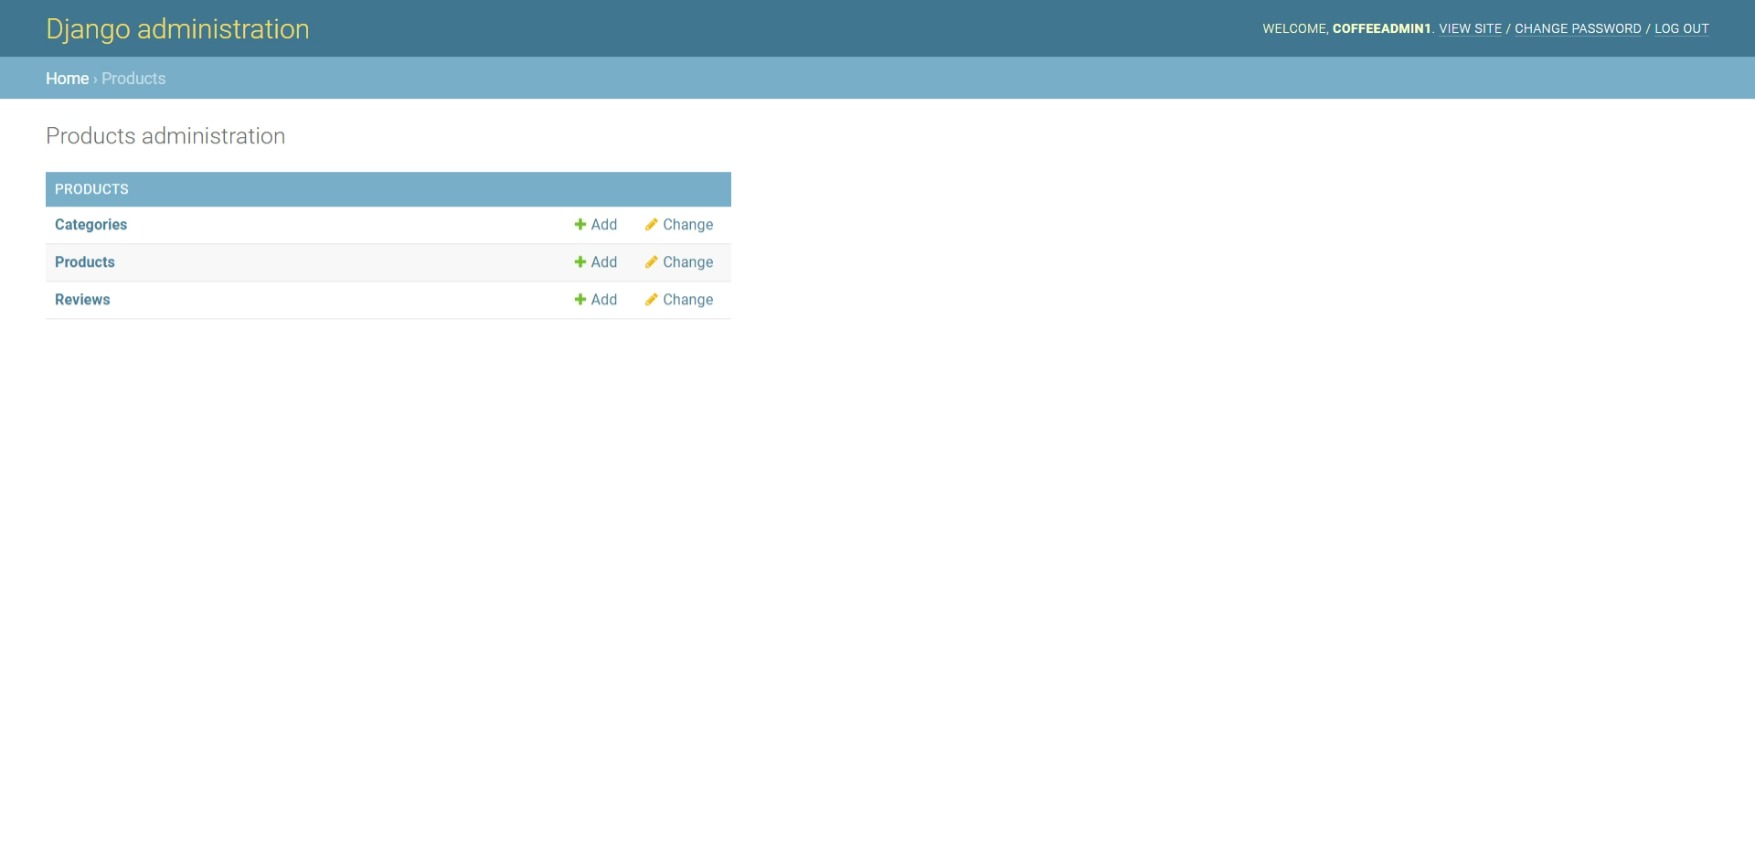 Django administration
WELCOME, COFFEEADMIN1. VIEW SITE / CHANGE PASSWORD / LOG OUT
Home › Products
Products administration
PRODUCTS
Categories Add Change
Products Add Change
Reviews Add Change